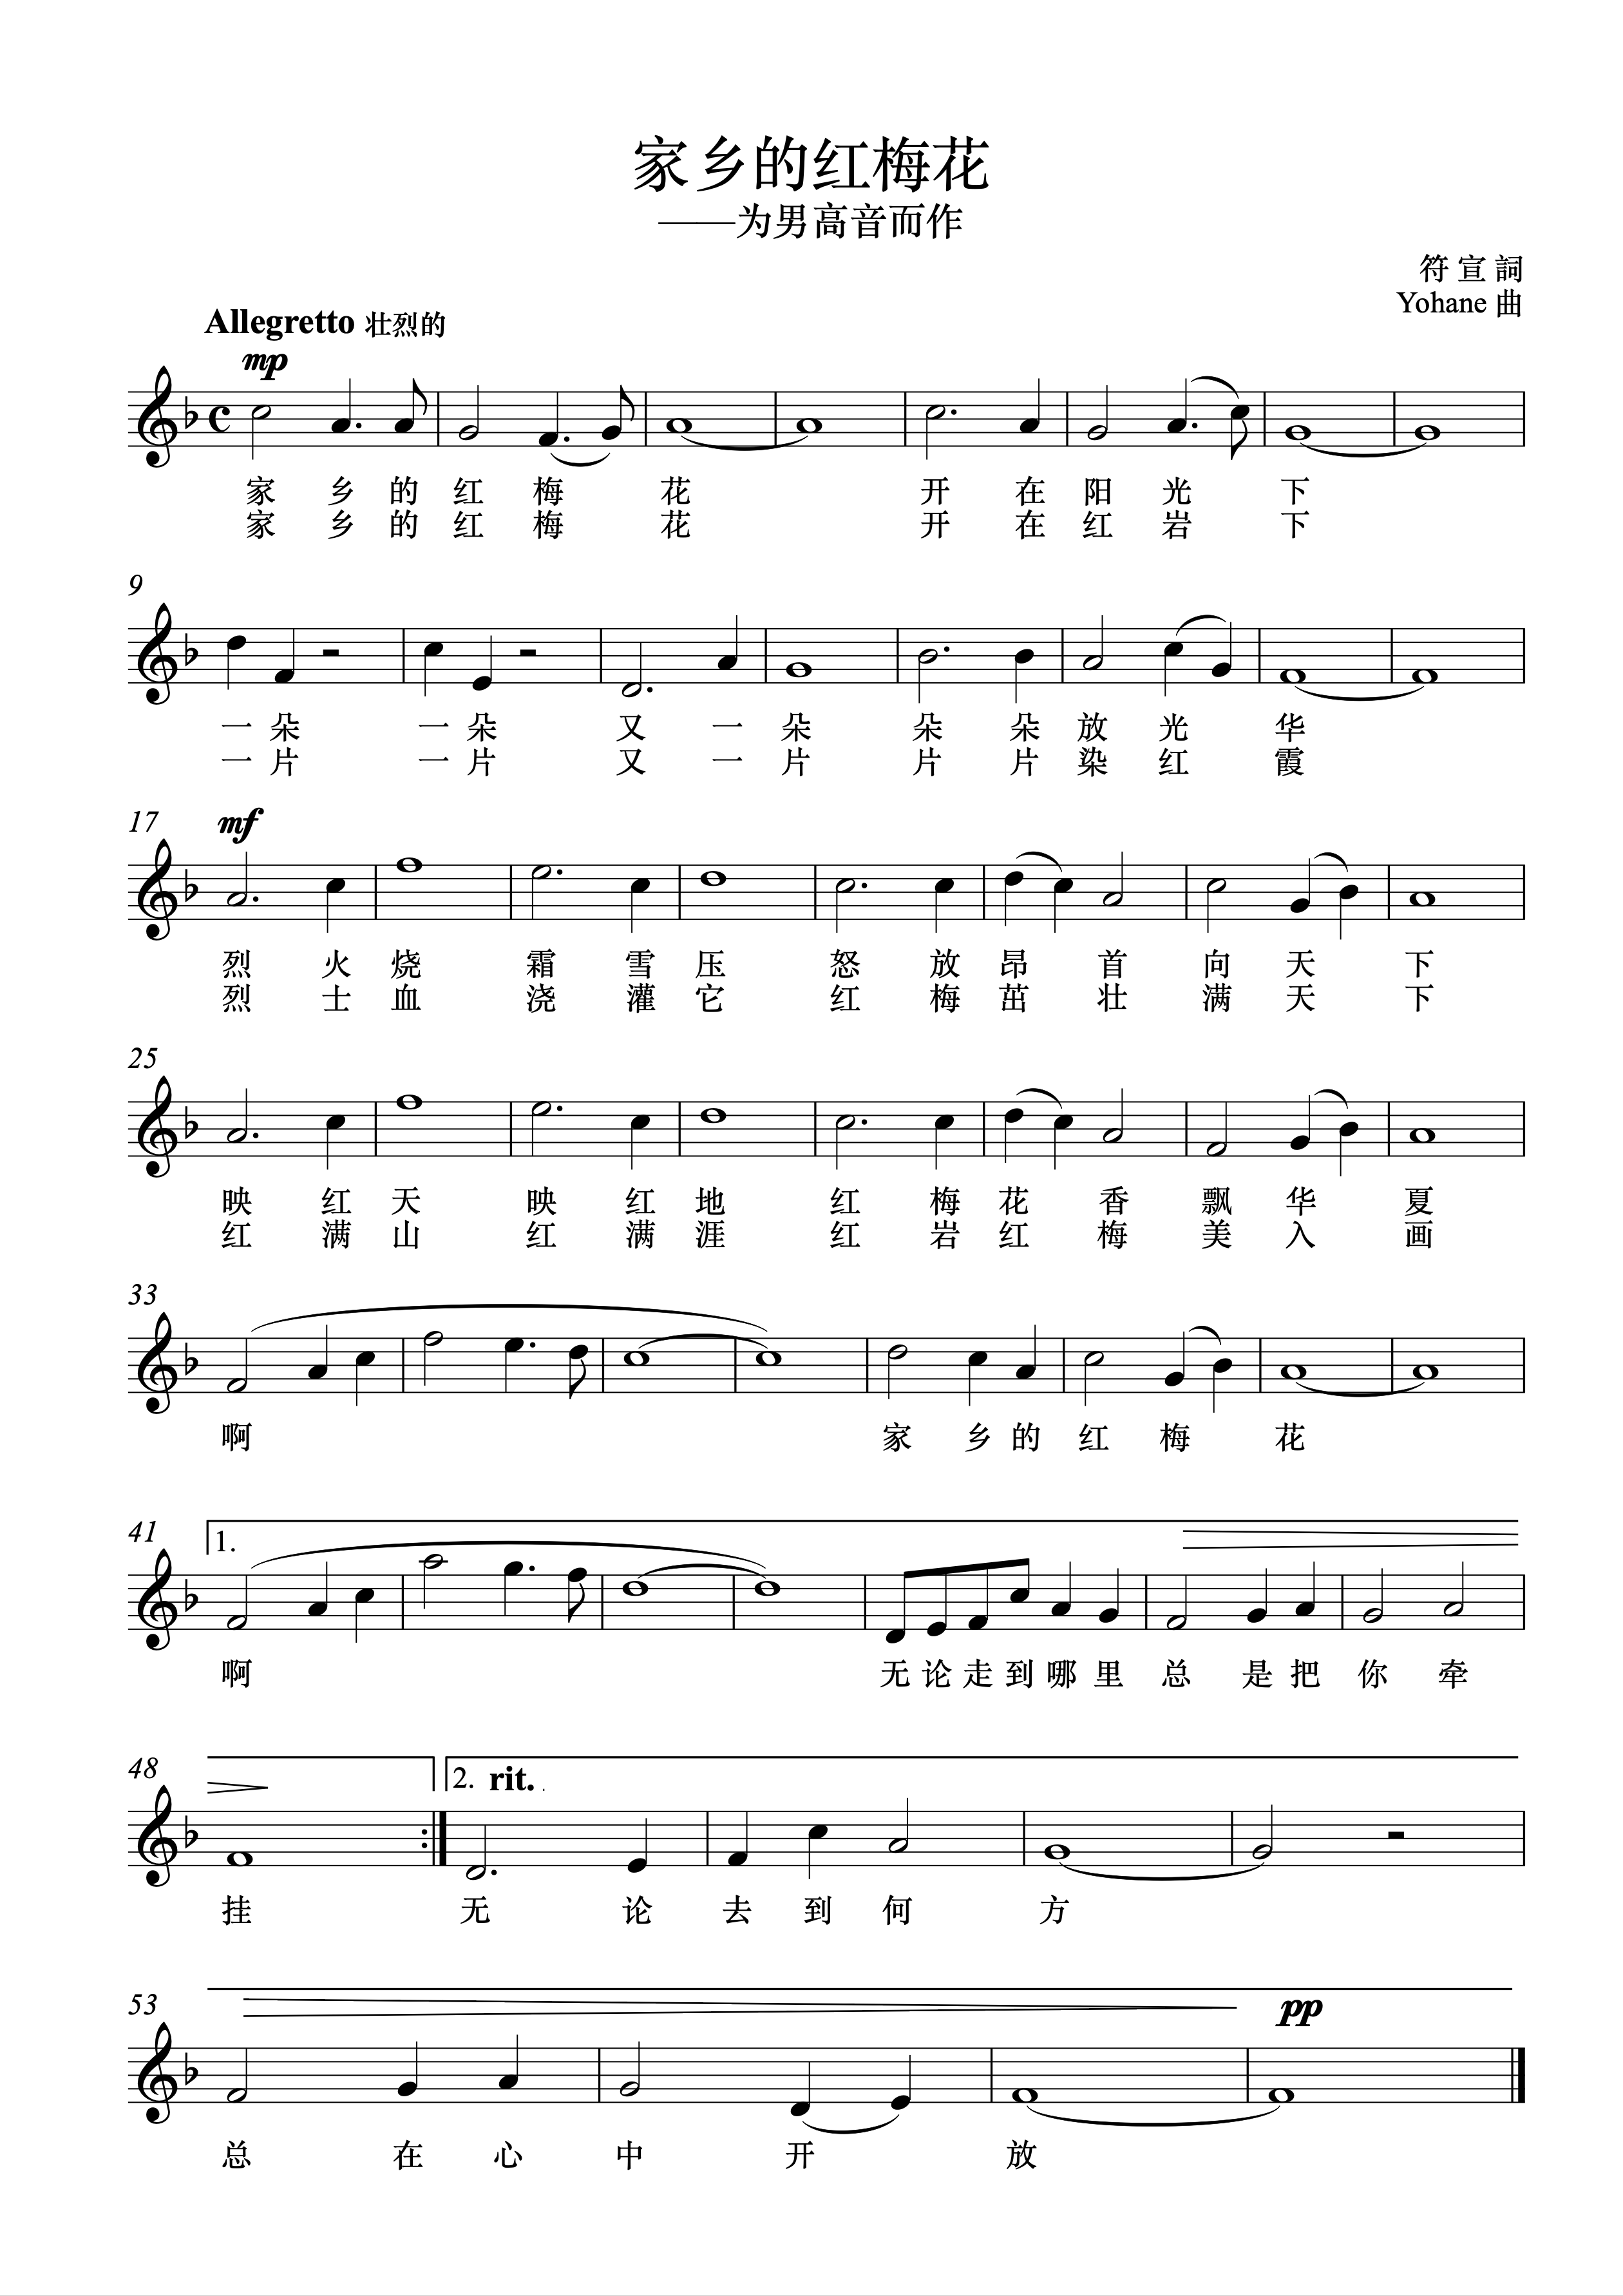 家乡的红梅花
——为男高音而作
符 宣 詞
Yohane 曲
Allegretto 壮烈的
mp
家 乡 的 红 梅 花 开 在 阳 光 下
家 乡 的 红 梅 花 开 在 红 岩 下
9
一 朵 一 朵 又 一 朵 朵 朵 放 光 华
一 片 一 片 又 一 片 片 片 染 红 霞
17 mf
烈 火 烧 霜 雪 压 怒 放 昂 首 向 天 下
烈 士 血 浇 灌 它 红 梅 茁 壮 满 天 下
25
映 红 天 映 红 地 红 梅 花 香 飘 华 夏
红 满 山 红 满 涯 红 岩 红 梅 美 入 画
33
啊 家 乡 的 红 梅 花
41 1.
啊 无 论 走 到 哪 里 总 是 把 你 牵
48 2. rit.
挂 无 论 去 到 何 方
53 pp
总 在 心 中 开 放